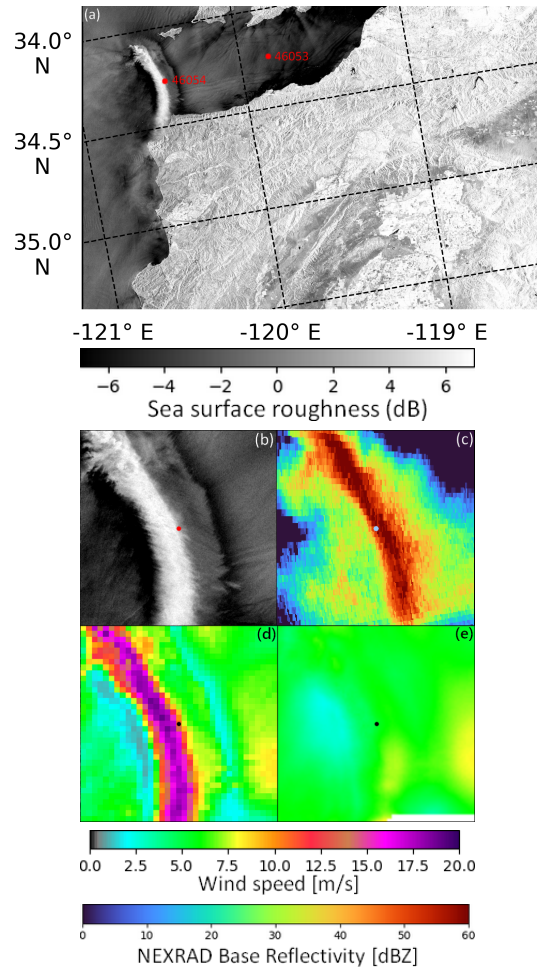 (a)
34.0°
N
46053
46054
34.5°
N
35.0°
N
-121° E -120° E -119° E
−6 −4 −2 0 2 4 6
Sea surface roughness (dB)
(b) (c)
(d) (e)
0.0 2.5 5.0 7.5 10.0 12.5 15.0 17.5 20.0
Wind speed [m/s]
0 10 20 30 40 50 60
NEXRAD Base Reflectivity [dBZ]